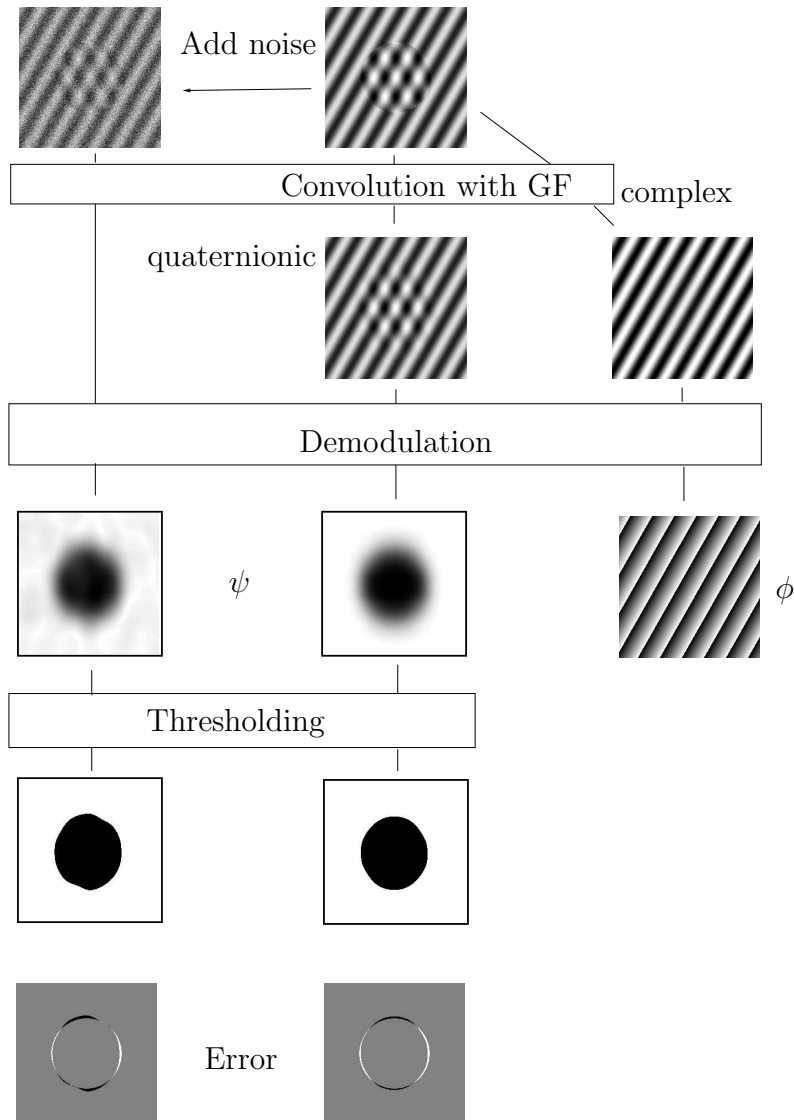 Add noise
Convolution with GF
complex
quaternionic
Demodulation
ψ
ϕ
Thresholding
Error